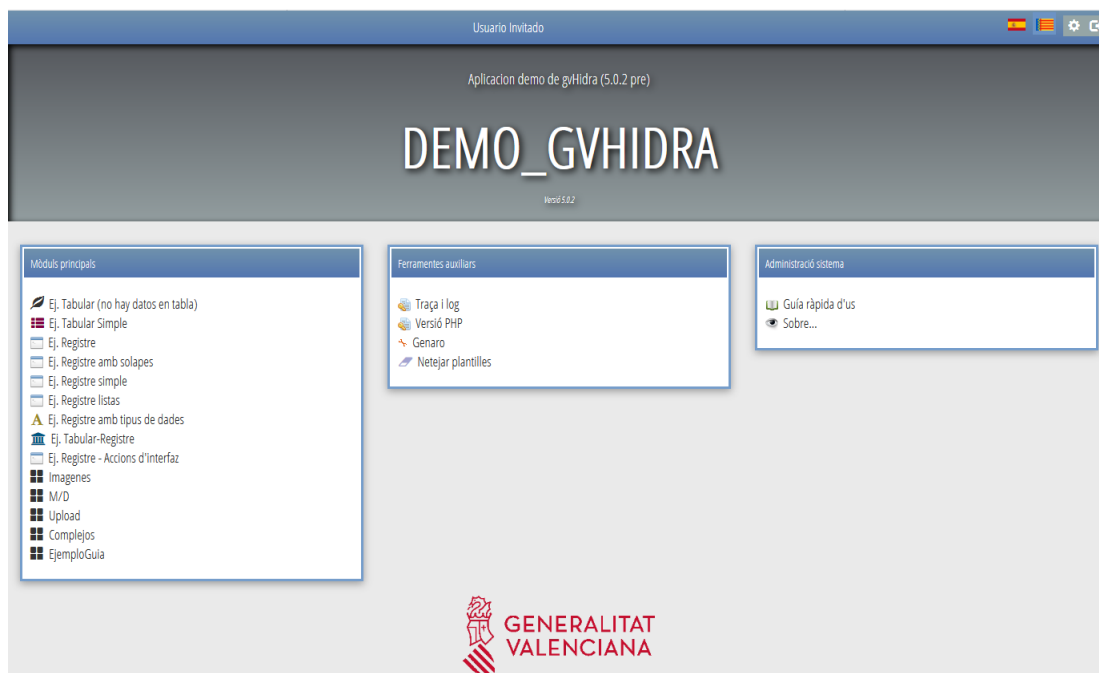 Usuario Invitado
Aplicacion demo de gvHidra (5.0.2 pre)
DEMO_GVHIDRA
Versió 5.0.2
Mòduls principals
Ej. Tabular (no hay datos en tabla)
Ej. Tabular Simple
Ej. Registre
Ej. Registre amb solapes
Ej. Registre simple
Ej. Registre listas
Ej. Registre amb tipus de dades
Ej. Tabular-Registre
Ej. Registre - Accions d'interfaz
Imagenes
M/D
Upload
Complejos
EjemploGuia
Ferramentes auxiliars
Traça i log
Versió PHP
Genaro
Netejar plantilles
Administració sistema
Guía ràpida d'us
Sobre...
GENERALITAT
VALENCIANA